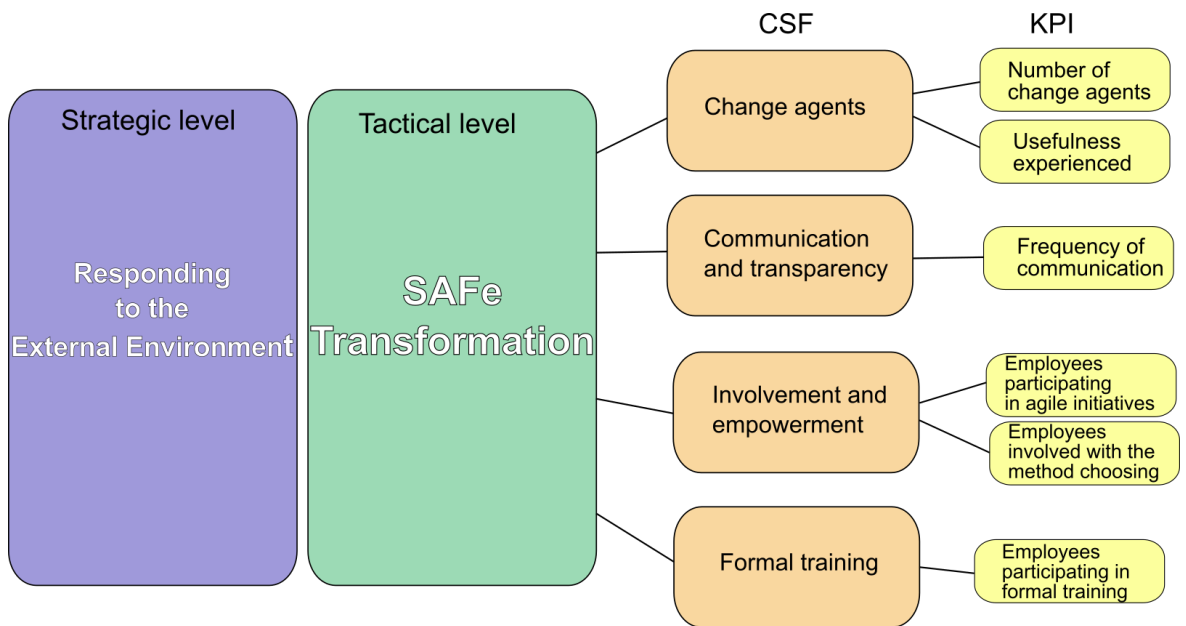 CSF
KPI
Strategic level
Responding
to the
External Environment
Tactical level
SAFe
Transformation
Change agents
Number of
change agents
Usefulness
experienced
Communication
and transparency
Frequency of
communication
Involvement and
empowerment
Employees
participating
in agile initiatives
Employees
involved with the
method choosing
Formal training
Employees
participating in
formal training